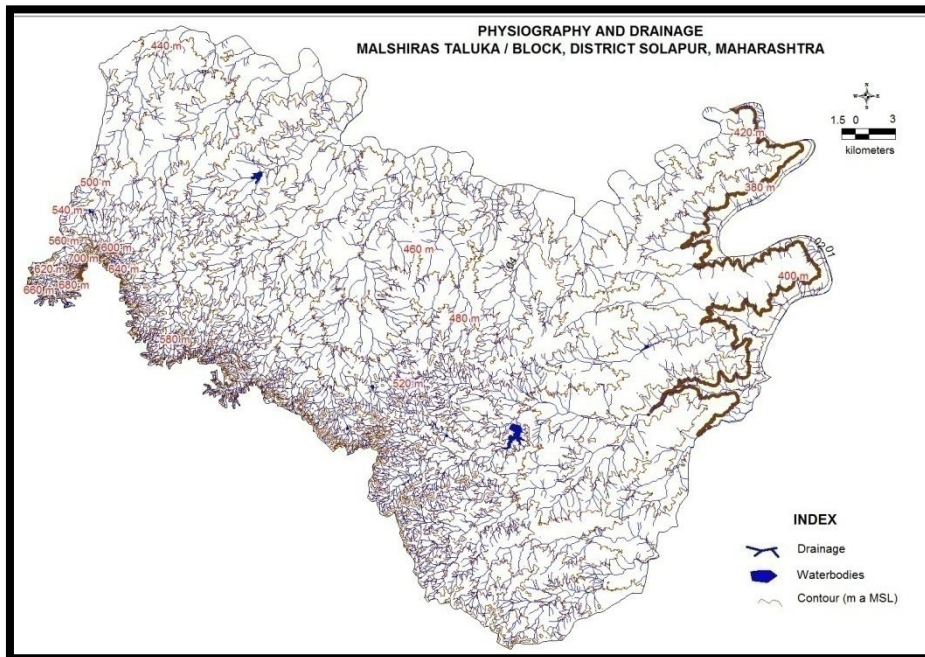 PHYSIOGRAPHY AND DRAINAGE
MALSHIRAS TALUKA / BLOCK, DISTRICT SOLAPUR, MAHARASHTRA
N
W E
S
1.5 0 3
kilometers
440 m
420 m
380 m
500 m
540 m
560 m
600 m
700 m
620 m
640 m
660 m
680 m
460 m
400 m
480 m
580 m
520 m
INDEX
Drainage
Waterbodies
Contour (m a MSL)